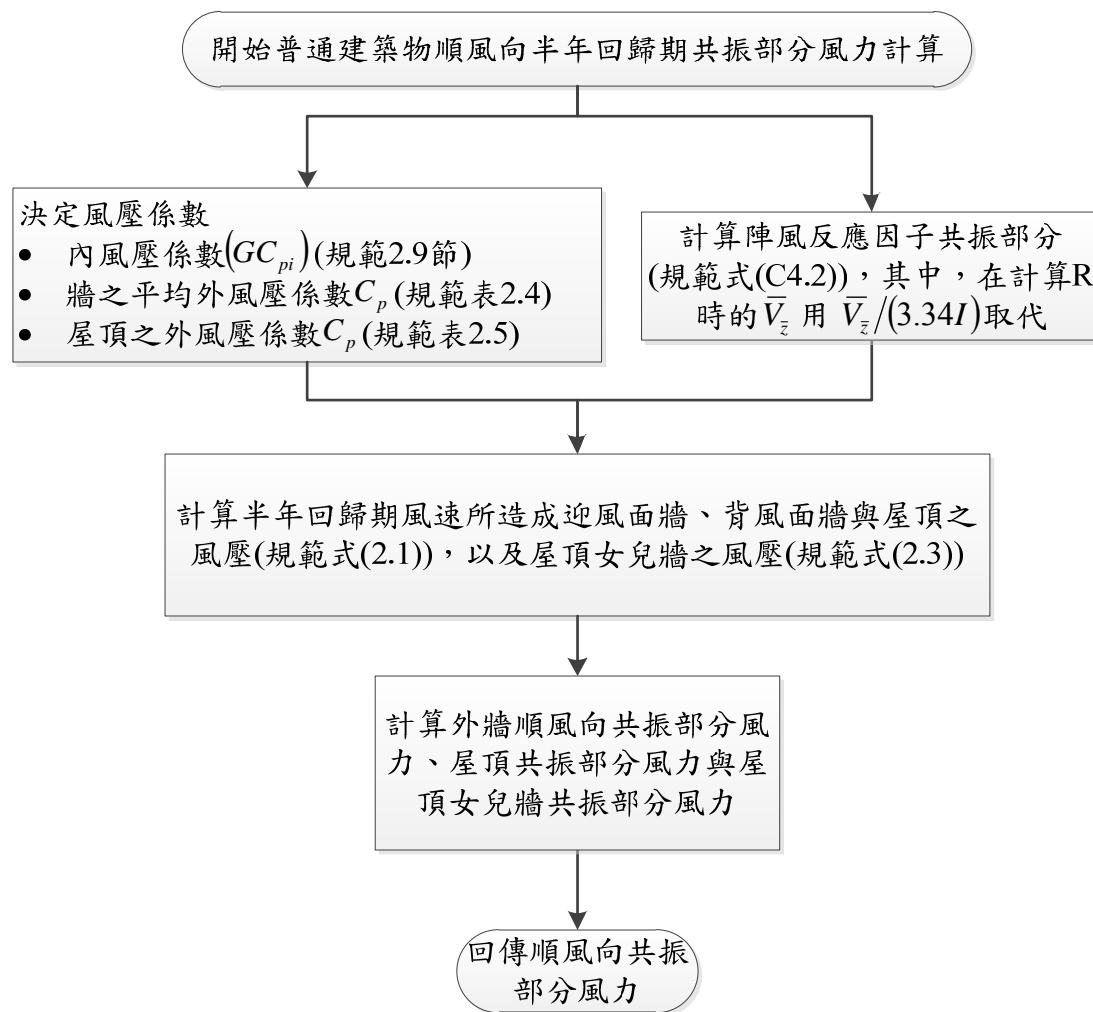 開始普通建築物順風向半年回歸期共振部分風力計算
決定風壓係數
• 內風壓係數(GC_{pi})(規範2.9節)
• 牆之平均外風壓係數C_p(規範表2.4)
• 屋頂之外風壓係數C_p(規範表2.5)
計算陣風反應因子共振部分
(規範式(C4.2))，其中，在計算R
時的 \overline{V}_{\overline{z}} 用 \overline{V}_{\overline{z}}/(3.34I)取代
計算半年回歸期風速所造成迎風面牆、背風面牆與屋頂之
風壓(規範式(2.1))，以及屋頂女兒牆之風壓(規範式(2.3))
計算外牆順風向共振部分風
力、屋頂共振部分風力與屋
頂女兒牆共振部分風力
回傳順風向共振
部分風力